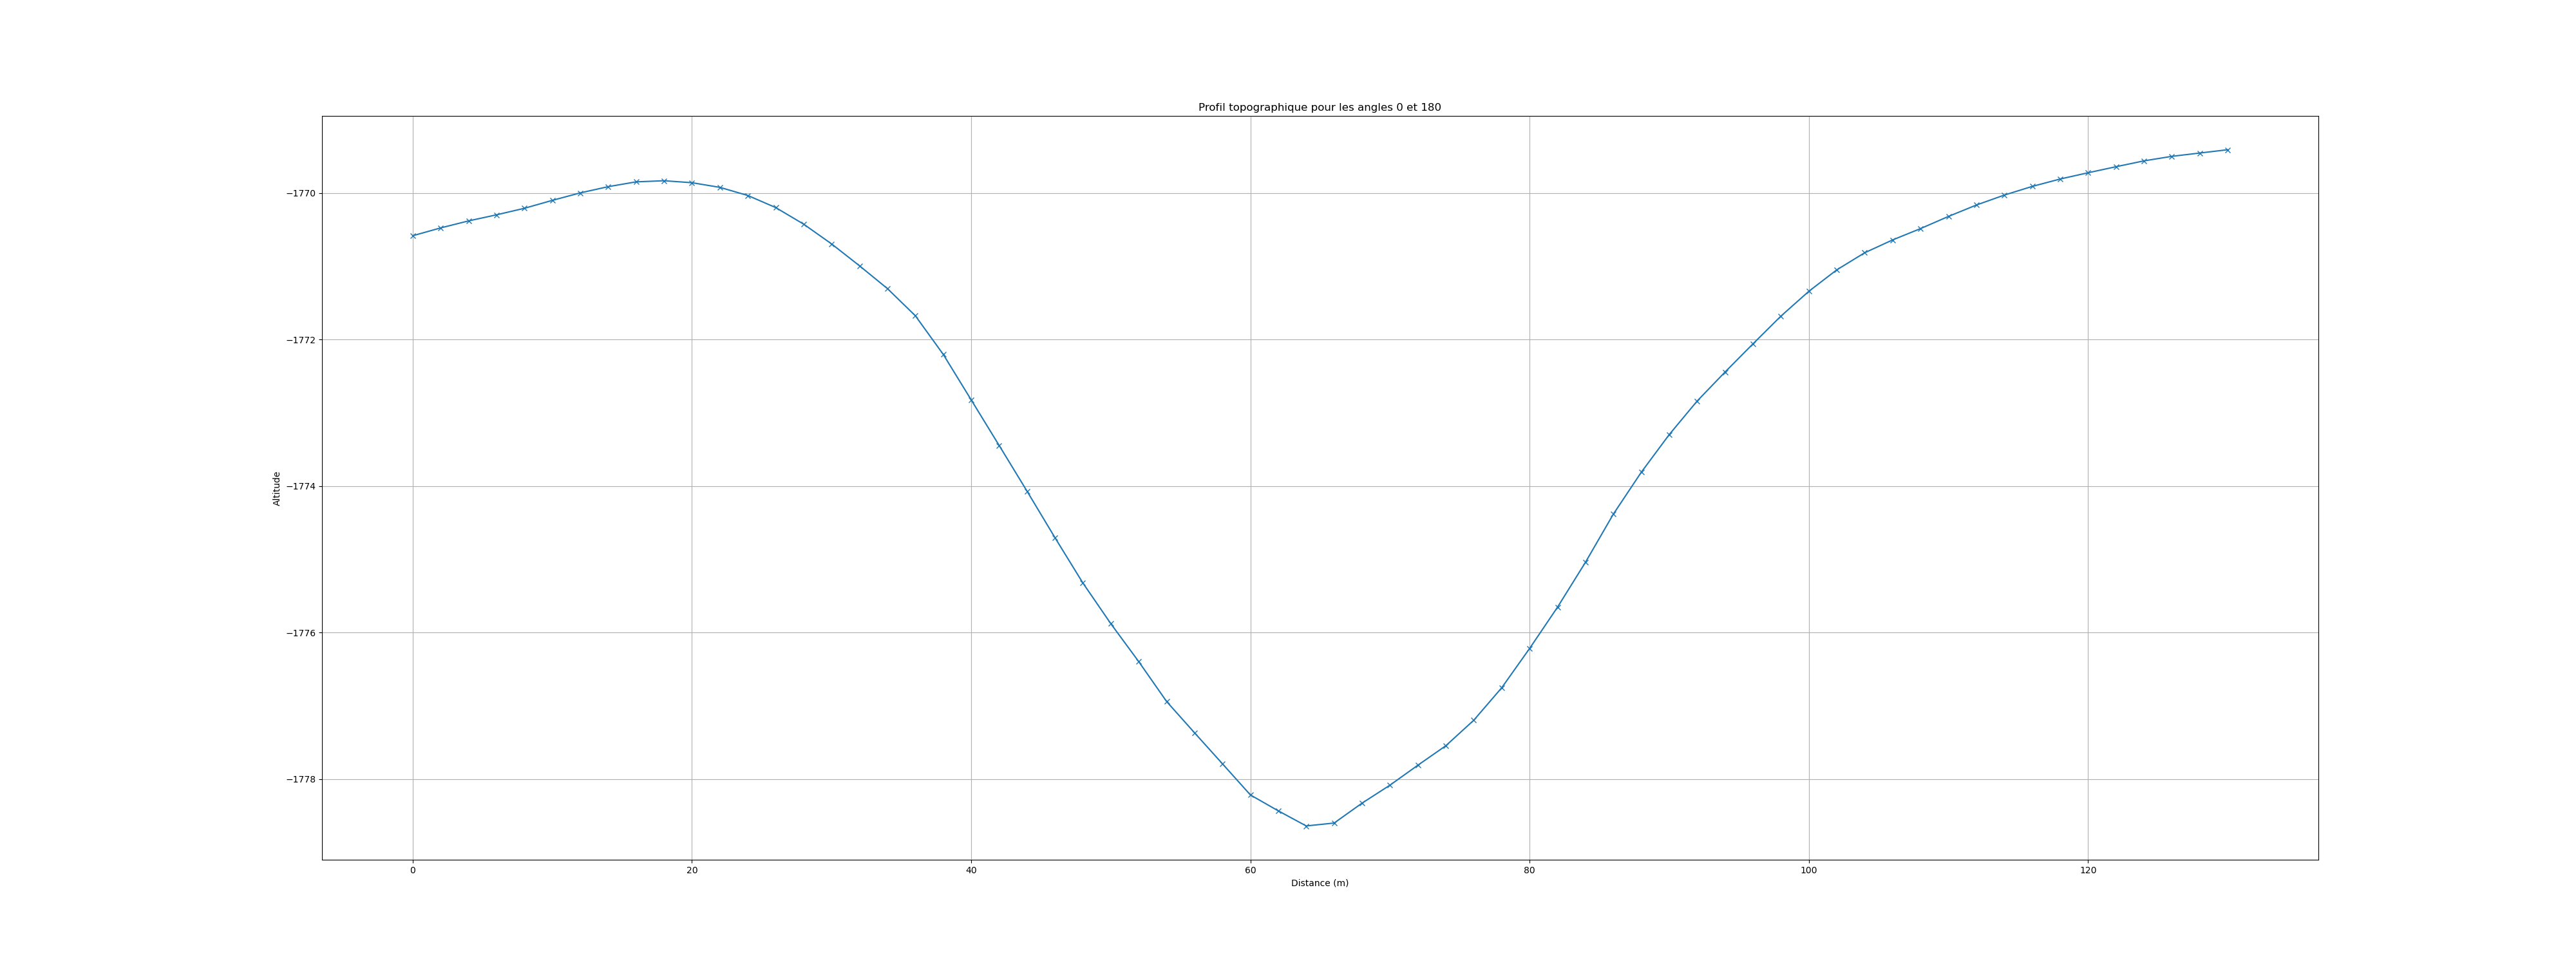 Profil topographique pour les angles 0 et 180
−1770
−1772
−1774
−1776
−1778
Altitude
0 20 40 60 80 100 120
Distance (m)